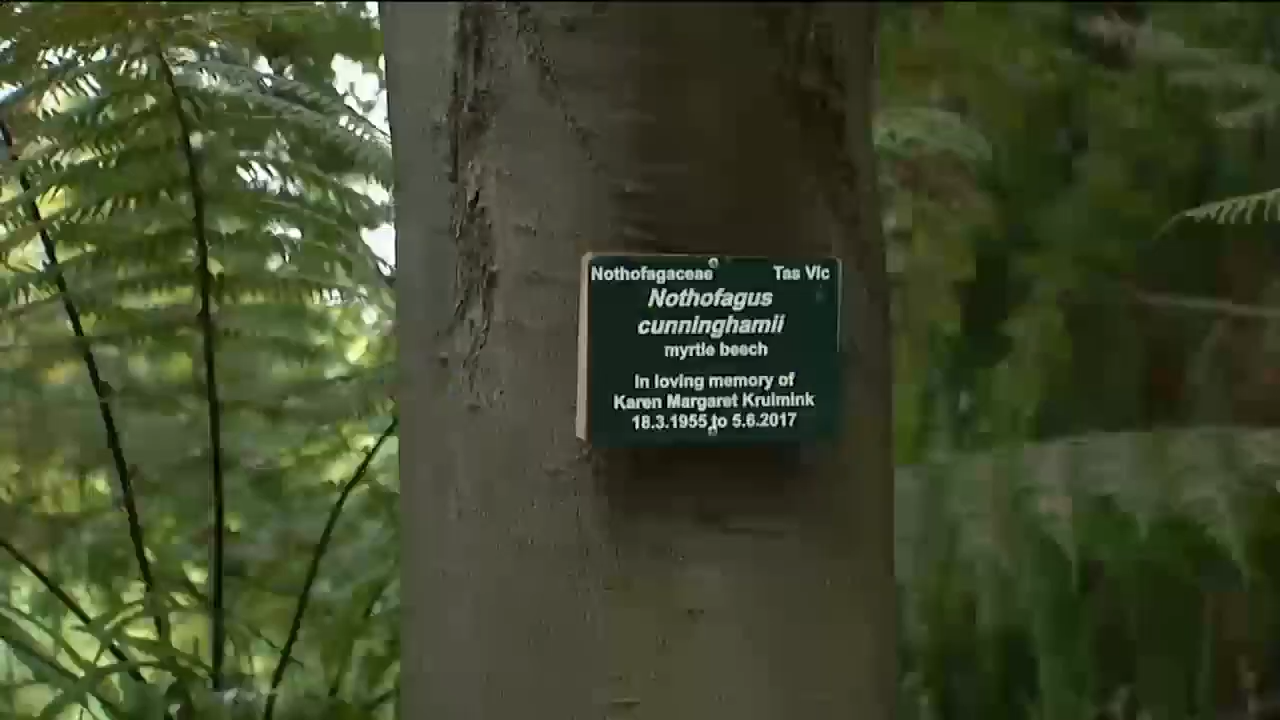 Nothofagaceae Tas Vic
Nothofagus
cunninghamii
myrtle beech
In loving memory of
Karen Margaret Kruimink
18.3.1955 to 5.6.2017